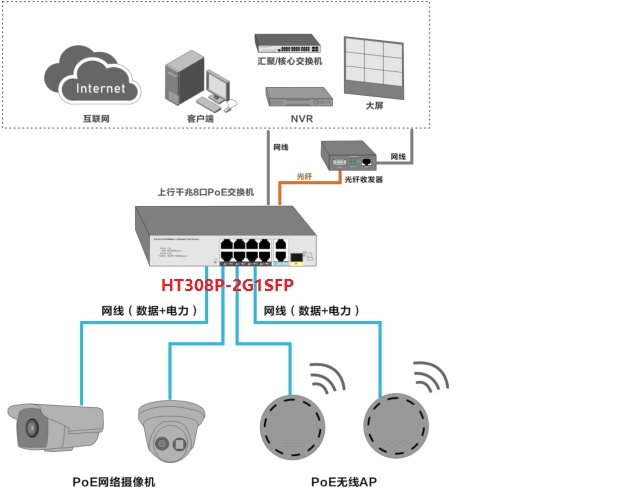 Internet
互联网
客户端
汇聚/核心交换机
NVR
大屏
网线
网线
光纤
光纤收发器
上行千兆8口PoE交换机
HT308P-2G1SFP
网线（数据+电力）
网线（数据+电力）
PoE网络摄像机
PoE无线AP